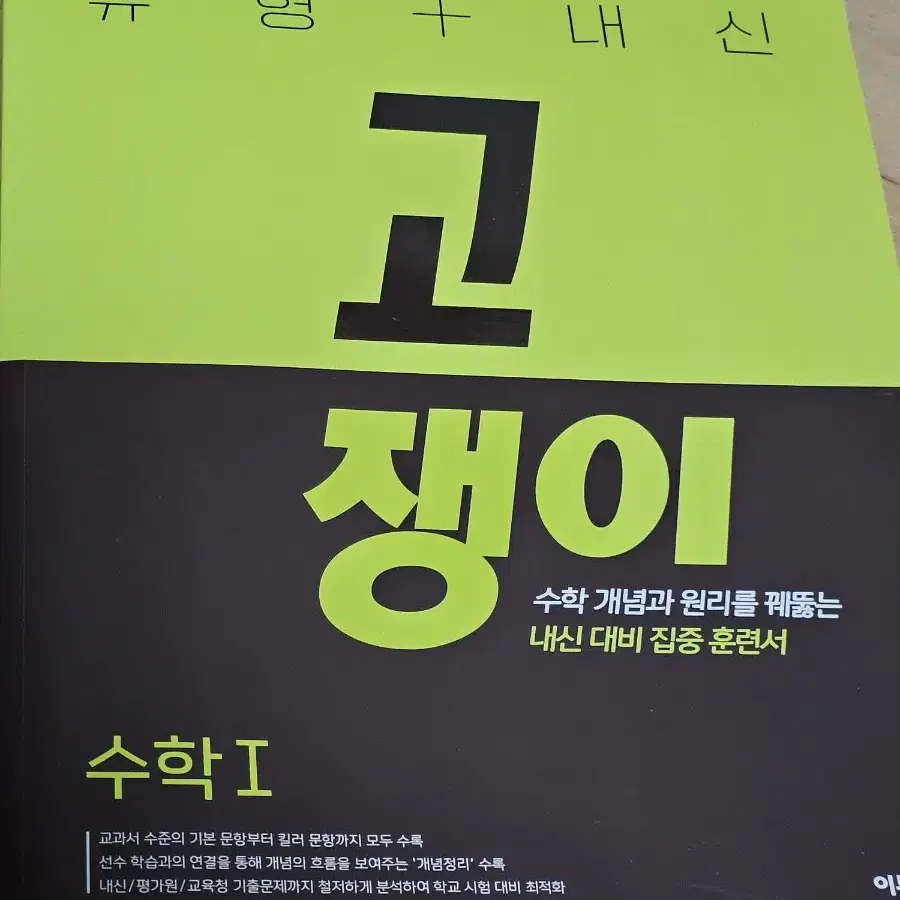 유 형 + 내 신
고
쟁이
수학 개념과 원리를 꿰뚫는
내신 대비 집중 훈련서
수학 I
교과서 수준의 기본 문항부터 킬러 문항까지 모두 수록
선수 학습과의 연결을 통해 개념의 흐름을 보여주는 '개념정리' 수록
내신/평가원/교육청 기출문제까지 철저하게 분석하여 학교 시험 대비 최적화